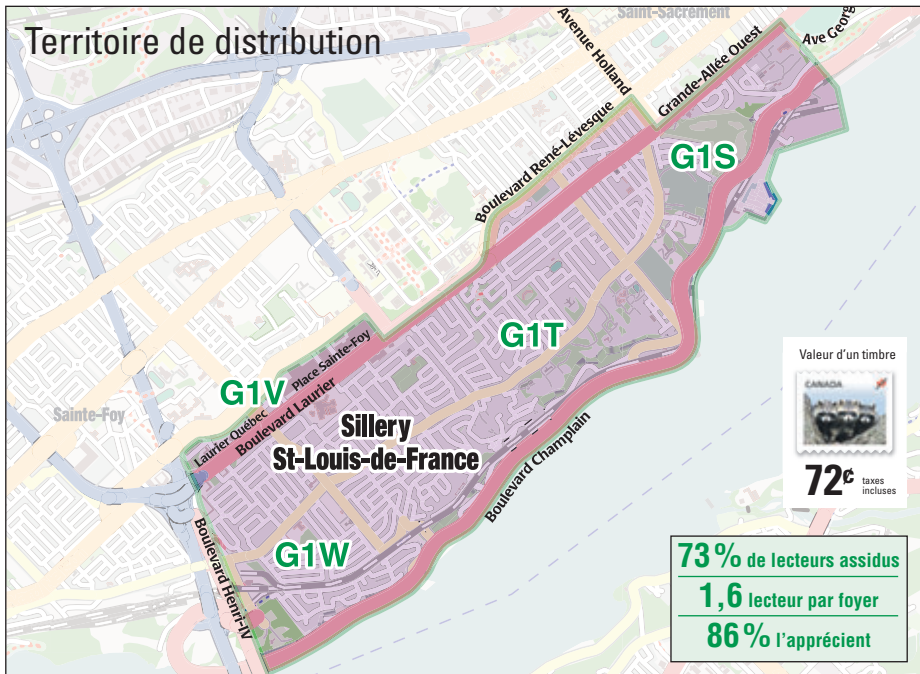 Territoire de distribution
Saint-Sacrement
Avenue Holland
Grande-Allée Ouest
Ave Georg
Boulevard René-Lévesque
G1S
G1T
Place Sainte-Foy
G1V
Laurier Québec
Boulevard Laurier
Sainte-Foy
Sillery
St-Louis-de-France
Boulevard Champlain
Boulevard Henri-IV
G1W
Valeur d'un timbre
CANADA
72¢ taxes
incluses
73 % de lecteurs assidus
1,6 lecteur par foyer
86 % l'apprécient